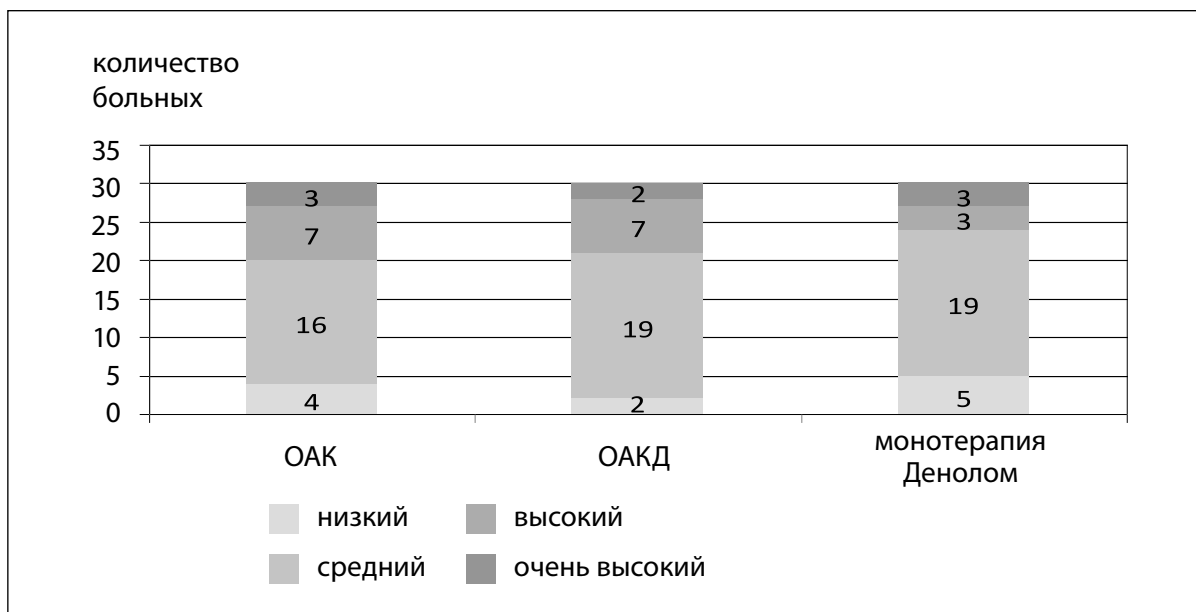 количество
больных
35
30
25
20
15
10
5
0
3
7
16
4
2
7
19
2
3
3
19
5
ОАК
ОАКД
монотерапия
Денолом
низкий
высокий
средний
очень высокий